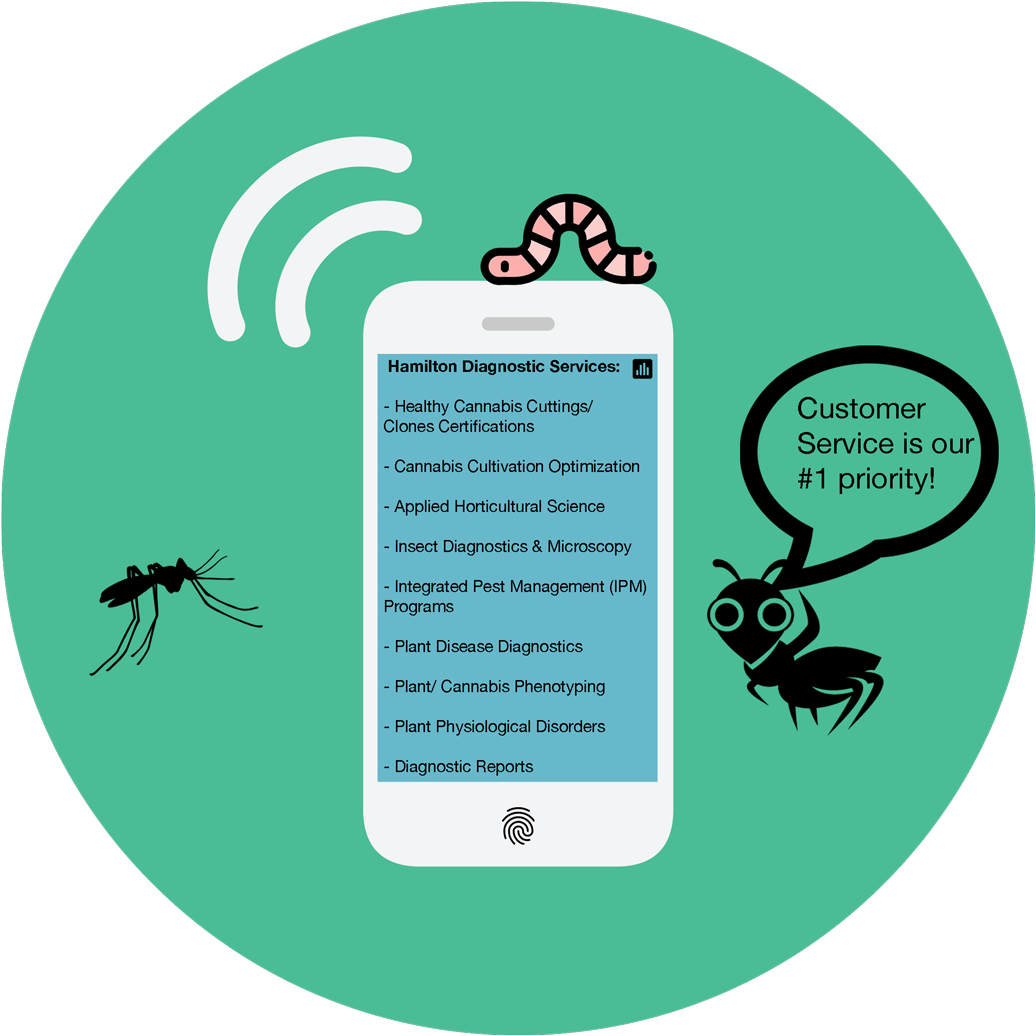 Hamilton Diagnostic Services:
- Healthy Cannabis Cuttings/
Clones Certifications
- Cannabis Cultivation Optimization
- Applied Horticultural Science
- Insect Diagnostics & Microscopy
- Integrated Pest Management (IPM)
Programs
- Plant Disease Diagnostics
- Plant/ Cannabis Phenotyping
- Plant Physiological Disorders
- Diagnostic Reports
Customer
Service is our
#1 priority!